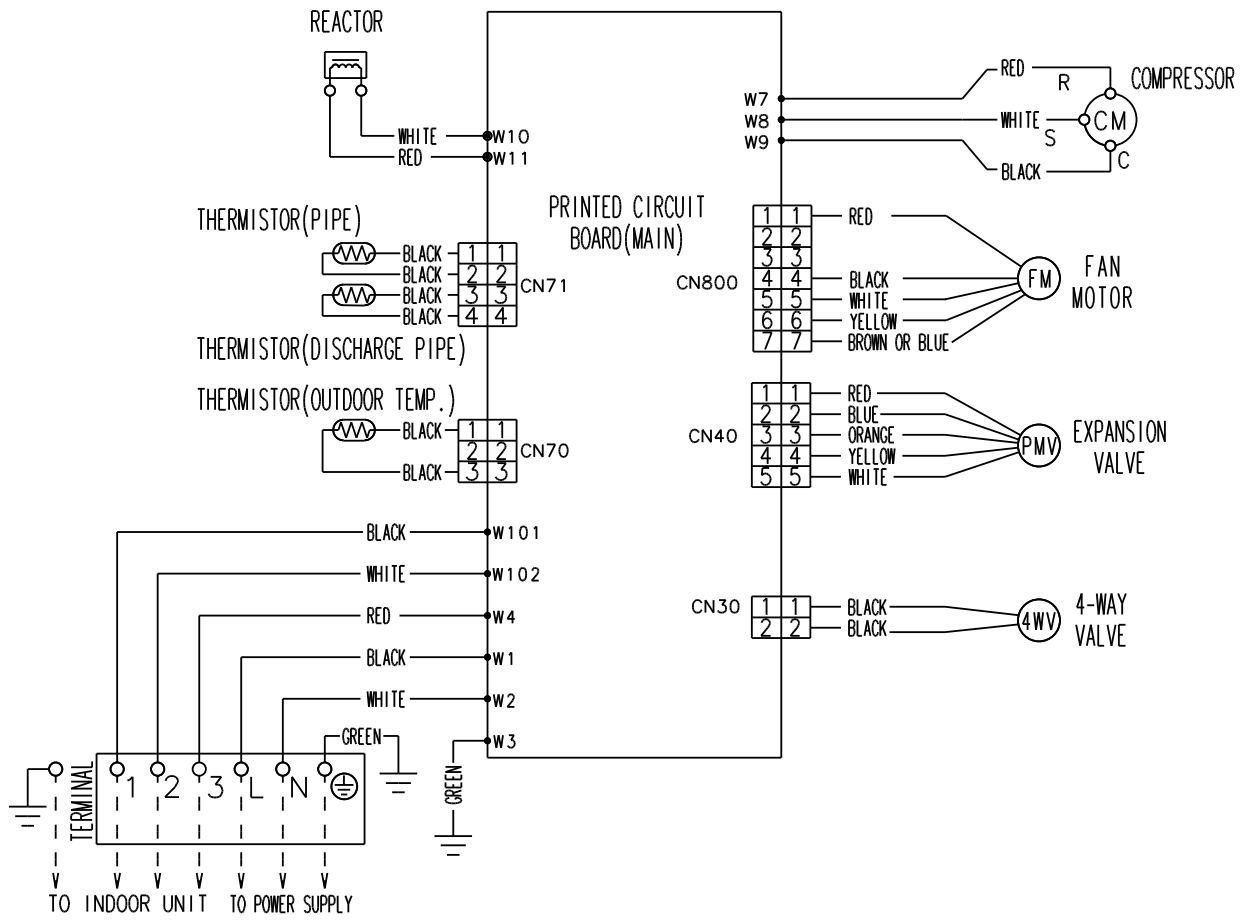 REACTOR
WHITE
W10
RED
W11
THERMISTOR(PIPE)
BLACK 1 1
BLACK 2 2
BLACK 3 3
BLACK 4 4
CN71
THERMISTOR(DISCHARGE PIPE)
THERMISTOR(OUTDOOR TEMP.)
BLACK 1 1
2 2
BLACK 3 3
CN70
BLACK W101
WHITE W102
RED W4
BLACK W1
WHITE W2
W3
GREEN
GREEN
TERMINAL
1 2 3 L N
TO INDOOR UNIT
TO POWER SUPPLY
PRINTED CIRCUIT
BOARD(MAIN)
W7
RED
R
COMPRESSOR
W8
WHITE
S
CM
W9
BLACK
C
CN800
1 1 RED
2 2
3 3
4 4 BLACK
5 5 WHITE
6 6 YELLOW
7 7 BROWN OR BLUE
FM
FAN
MOTOR
CN40
1 1 RED
2 2 BLUE
3 3 ORANGE
4 4 YELLOW
5 5 WHITE
PMV
EXPANSION
VALVE
CN30
1 1 BLACK
2 2 BLACK
4WV
4-WAY
VALVE